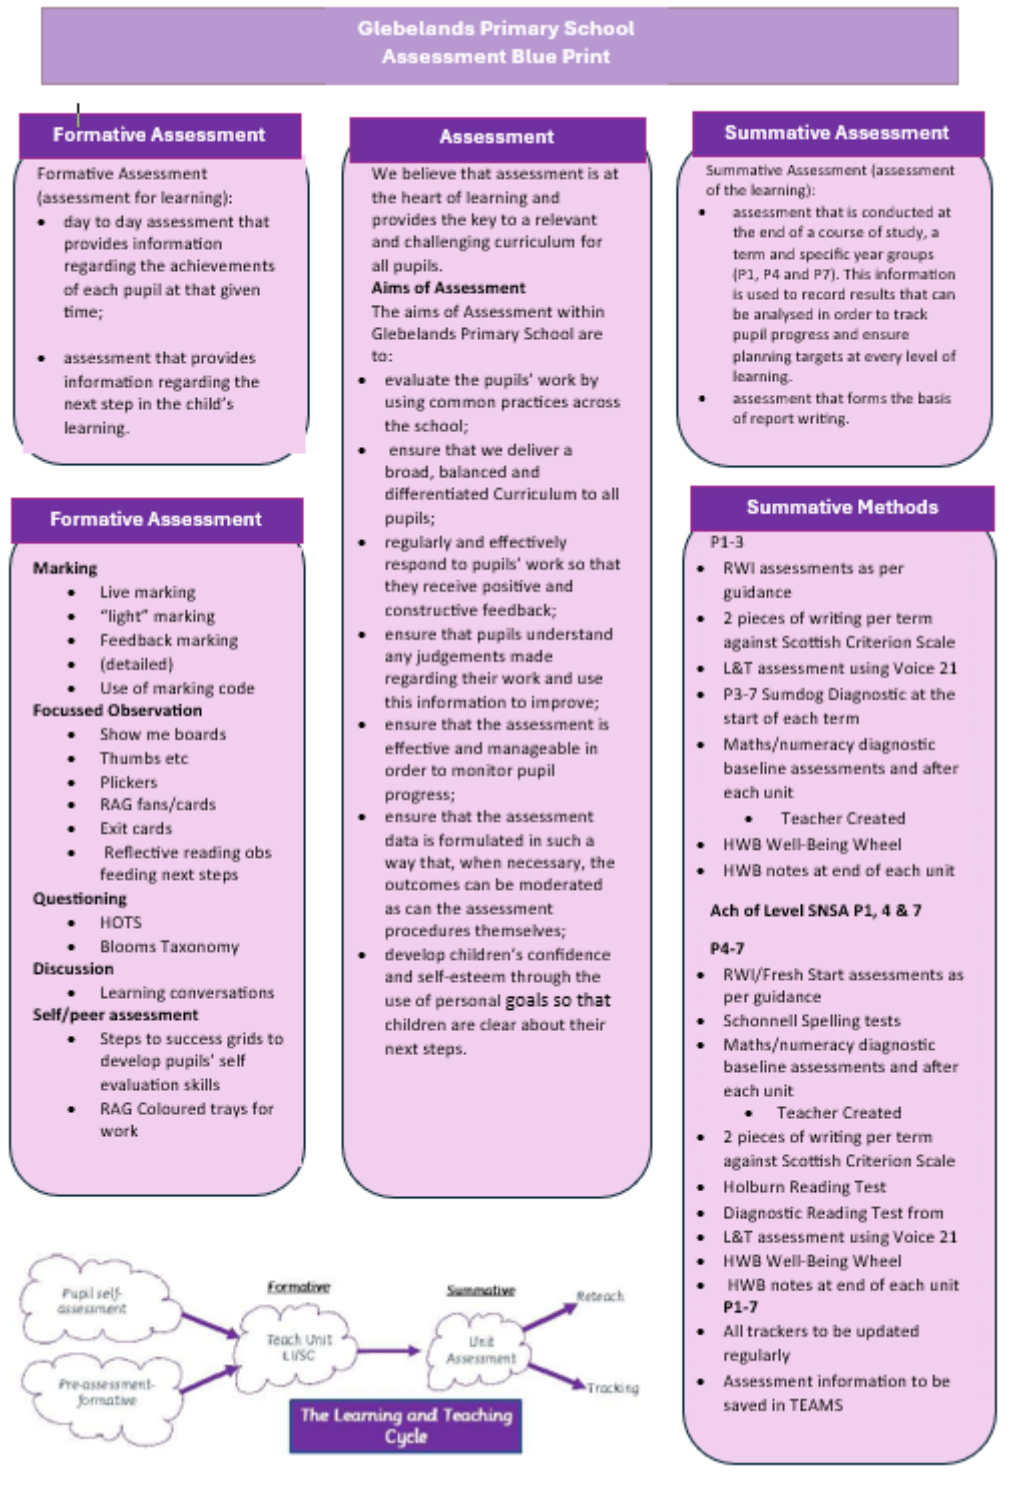 Glebelands Primary School
Assessment Blue Print
Formative Assessment
Formative Assessment
(assessment for learning):
• day to day assessment that
provides information
regarding the achievements
of each pupil at that given
time;
• assessment that provides
information regarding the
next step in the child's
learning.
Formative Assessment
Marking
• Live marking
• "light" marking
• Feedback marking
• (detailed)
• Use of marking code
Focussed Observation
• Show me boards
• Thumbs etc
• Plickers
• RAG fans/cards
• Exit cards
• Reflective reading obs
feeding next steps
Questioning
• HOTS
• Blooms Taxonomy
Discussion
• Learning conversations
Self/peer assessment
• Steps to success grids to
develop pupils' self
evaluation skills
• RAG Coloured trays for
work
Assessment
We believe that assessment is at
the heart of learning and
provides the key to a relevant
and challenging curriculum for
all pupils.
Aims of Assessment
The aims of Assessment within
Glebelands Primary School are
to:
• evaluate the pupils' work by
using common practices across
the school;
• ensure that we deliver a
broad, balanced and
differentiated Curriculum to all
pupils;
• regularly and effectively
respond to pupils' work so that
they receive positive and
constructive feedback;
• ensure that pupils understand
any judgements made
regarding their work and use
this information to improve;
• ensure that the assessment is
effective and manageable in
order to monitor pupil
progress;
• ensure that the assessment
data is formulated in such a
way that, when necessary, the
outcomes can be moderated
as can the assessment
procedures themselves;
• develop children's confidence
and self-esteem through the
use of personal goals so that
children are clear about their
next steps.
Summative Assessment
Summative Assessment (assessment
of the learning):
• assessment that is conducted at
the end of a course of study, a
term and specific year groups
(P1, P4 and P7). This information
is used to record results that can
be analysed in order to track
pupil progress and ensure
planning targets at every level of
learning.
• assessment that forms the basis
of report writing.
Summative Methods
P1-3
• RWI assessments as per
guidance
• 2 pieces of writing per term
against Scottish Criterion Scale
• L&T assessment using Voice 21
• P3-7 Sumdog Diagnostic at the
start of each term
• Maths/numeracy diagnostic
baseline assessments and after
each unit
• Teacher Created
• HWB Well-Being Wheel
• HWB notes at end of each unit
Ach of Level SNSA P1, 4 & 7
P4-7
• RWI/Fresh Start assessments as
per guidance
• Schonnell Spelling tests
• Maths/numeracy diagnostic
baseline assessments and after
each unit
• Teacher Created
• 2 pieces of writing per term
against Scottish Criterion Scale
• Holburn Reading Test
• Diagnostic Reading Test from
• L&T assessment using Voice 21
• HWB Well-Being Wheel
• HWB notes at end of each unit
P1-7
• All trackers to be updated
regularly
• Assessment information to be
saved in TEAMS
Pupil self-
assessment
Pre-assessment-
formative
Formative
Teach Unit
LI/SC
Summative
Unit
Assessment
Reteach
Tracking
The Learning and Teaching
Cycle